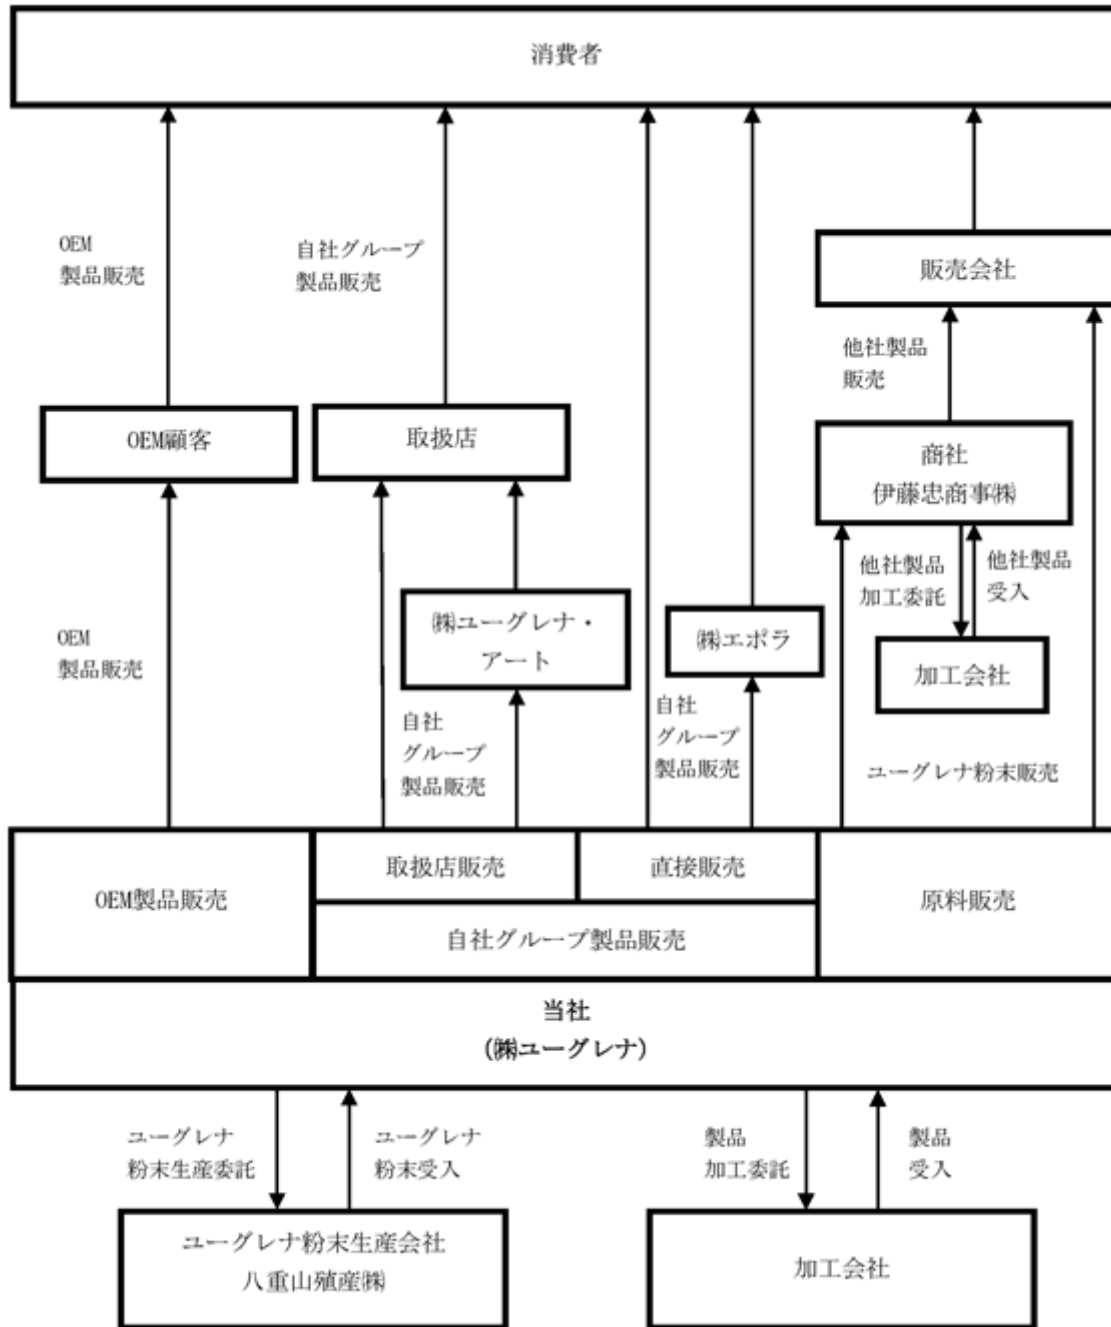 消費者
OEM
製品販売
自社グループ
製品販売
販売会社
他社製品
販売
OEM顧客
取扱店
商社
伊藤忠商事㈱
他社製品
加工委託
他社製品
受入
㈱ユーグレナ・
アート
㈱エポラ
加工会社
OEM
製品販売
自社
グループ
製品販売
自社
グループ
製品販売
ユーグレナ粉末販売
OEM製品販売
取扱店販売
直接販売
原料販売
自社グループ製品販売
当社
(㈱ユーグレナ)
ユーグレナ
粉末生産委託
ユーグレナ
粉末受入
製品
加工委託
製品
受入
ユーグレナ粉末生産会社
八重山殖産㈱
加工会社